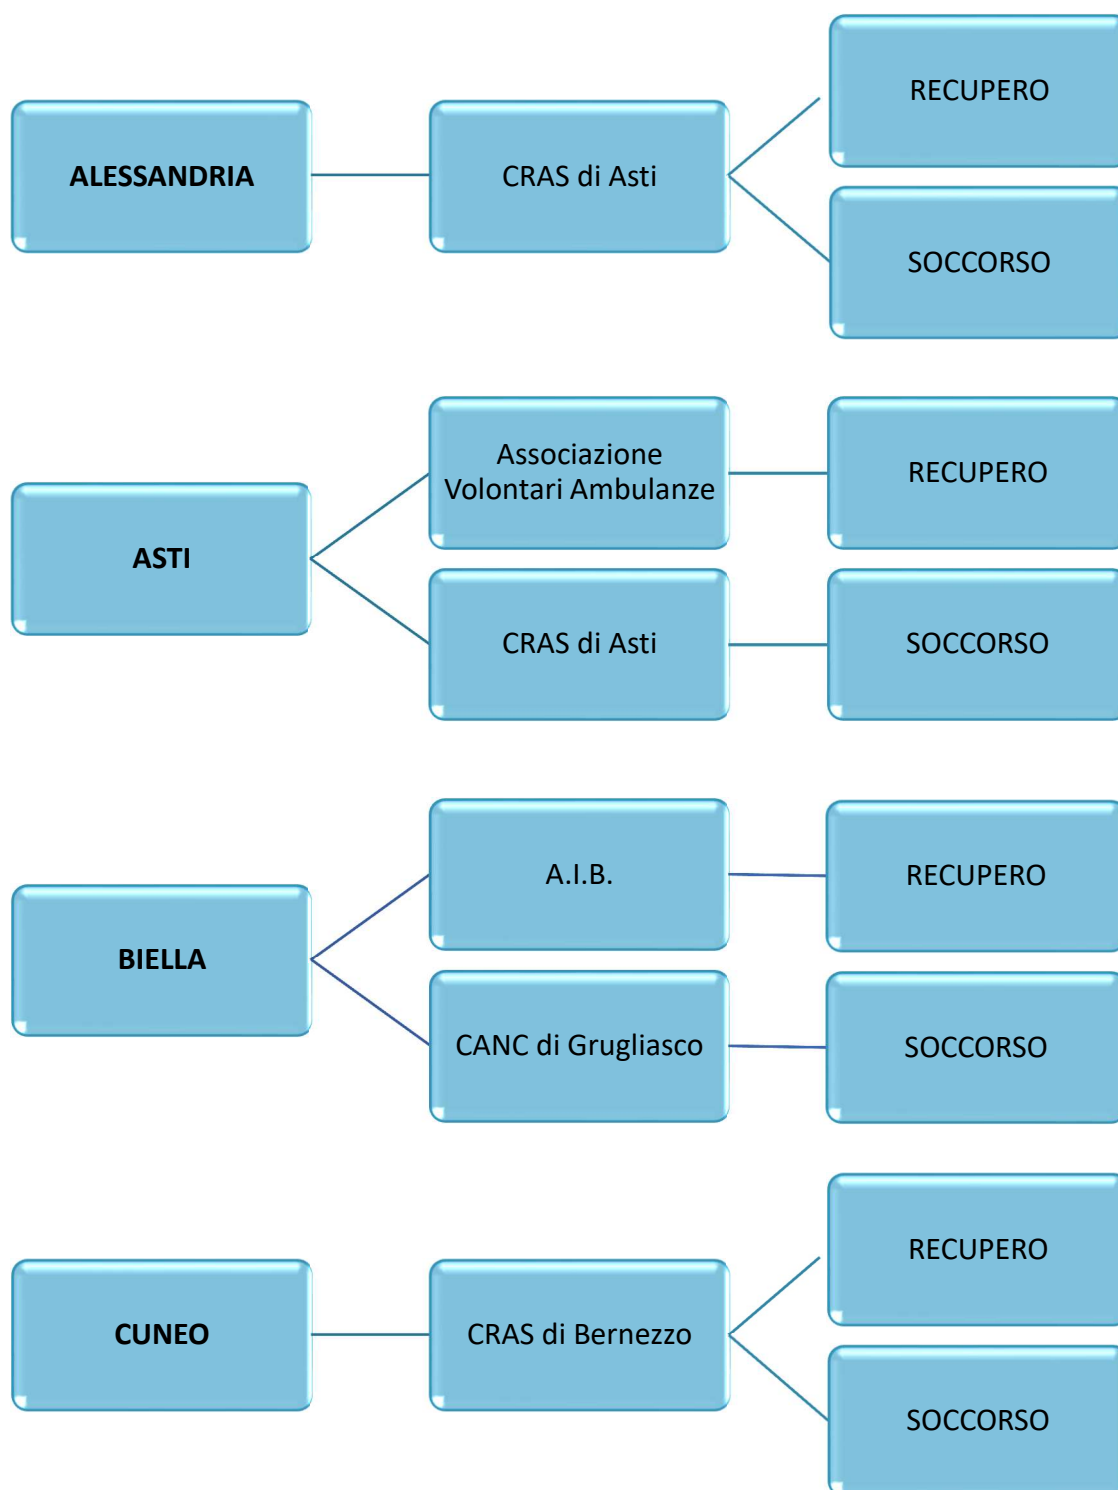 ALESSANDRIA
CRAS di Asti
RECUPERO
SOCCORSO
ASTI
Associazione
Volontari Ambulanze
RECUPERO
CRAS di Asti
SOCCORSO
BIELLA
A.I.B.
RECUPERO
CANC di Grugliasco
SOCCORSO
CUNEO
CRAS di Bernezzo
RECUPERO
SOCCORSO